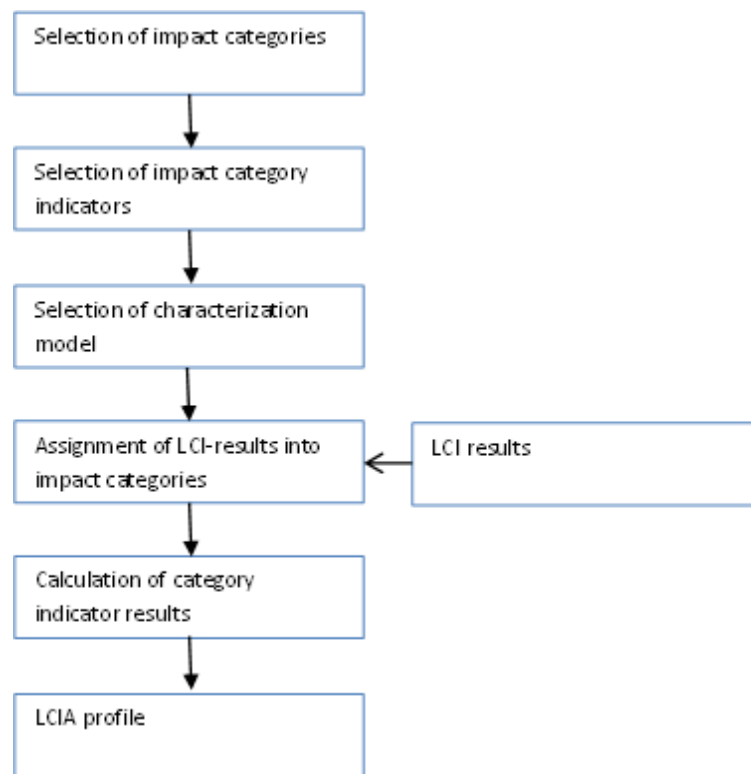 Selection of impact categories
Selection of impact category
indicators
Selection of characterization
model
Assignment of LCI-results into
impact categories
LCI results
Calculation of category
indicator results
LCIA profile